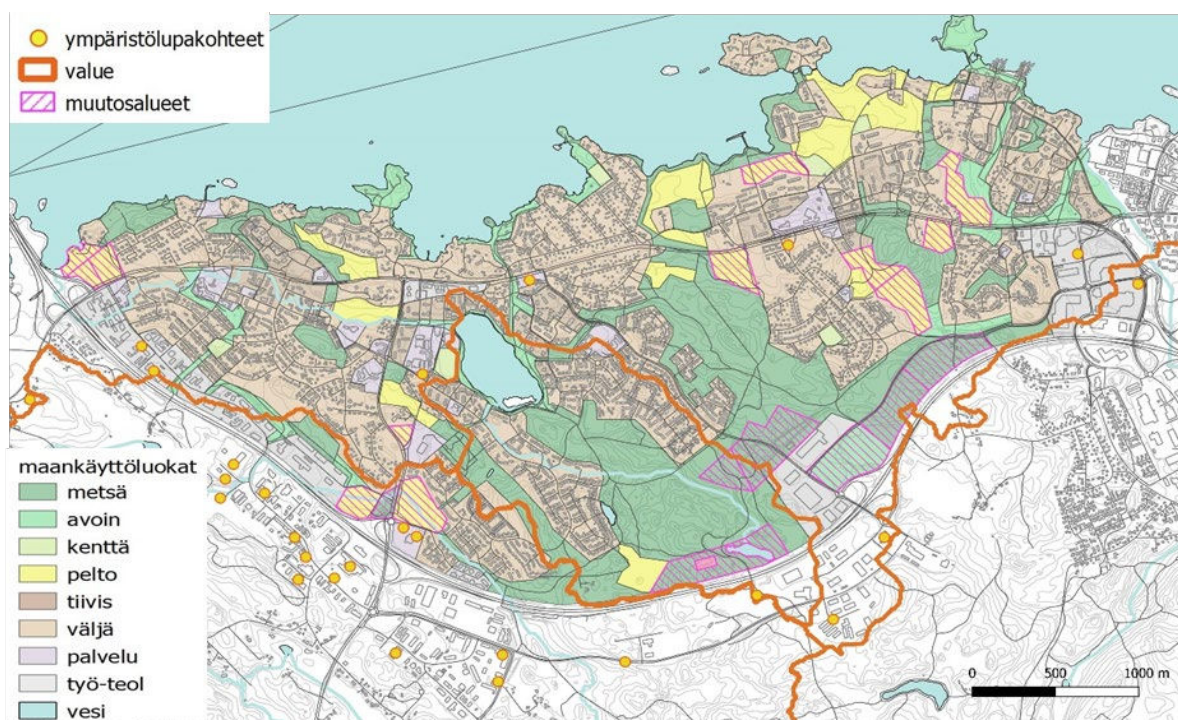 ympäristölupakohteet
value
muutosalueet
maankäyttöluokat
metsä
avoin
kenttä
pelto
tiivis
väljä
palvelu
työ-teol
vesi
0 500 1000 m